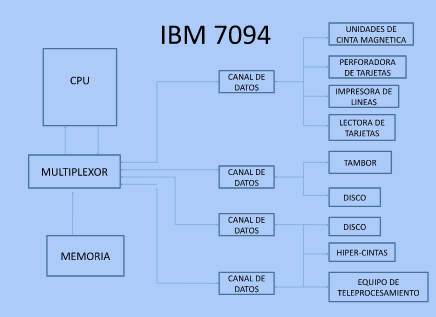 IBM 7094
CPU
MULTIPLEXOR
MEMORIA
CANAL DE
DATOS
CANAL DE
DATOS
CANAL DE
DATOS
CANAL DE
DATOS
UNIDADES DE
CINTA MAGNETICA
PERFORADORA
DE TARJETAS
IMPRESORA DE
LINEAS
LECTORA DE
TARJETAS
TAMBOR
DISCO
DISCO
HIPER-CINTAS
EQUIPO DE
TELEPROCESAMIENTO